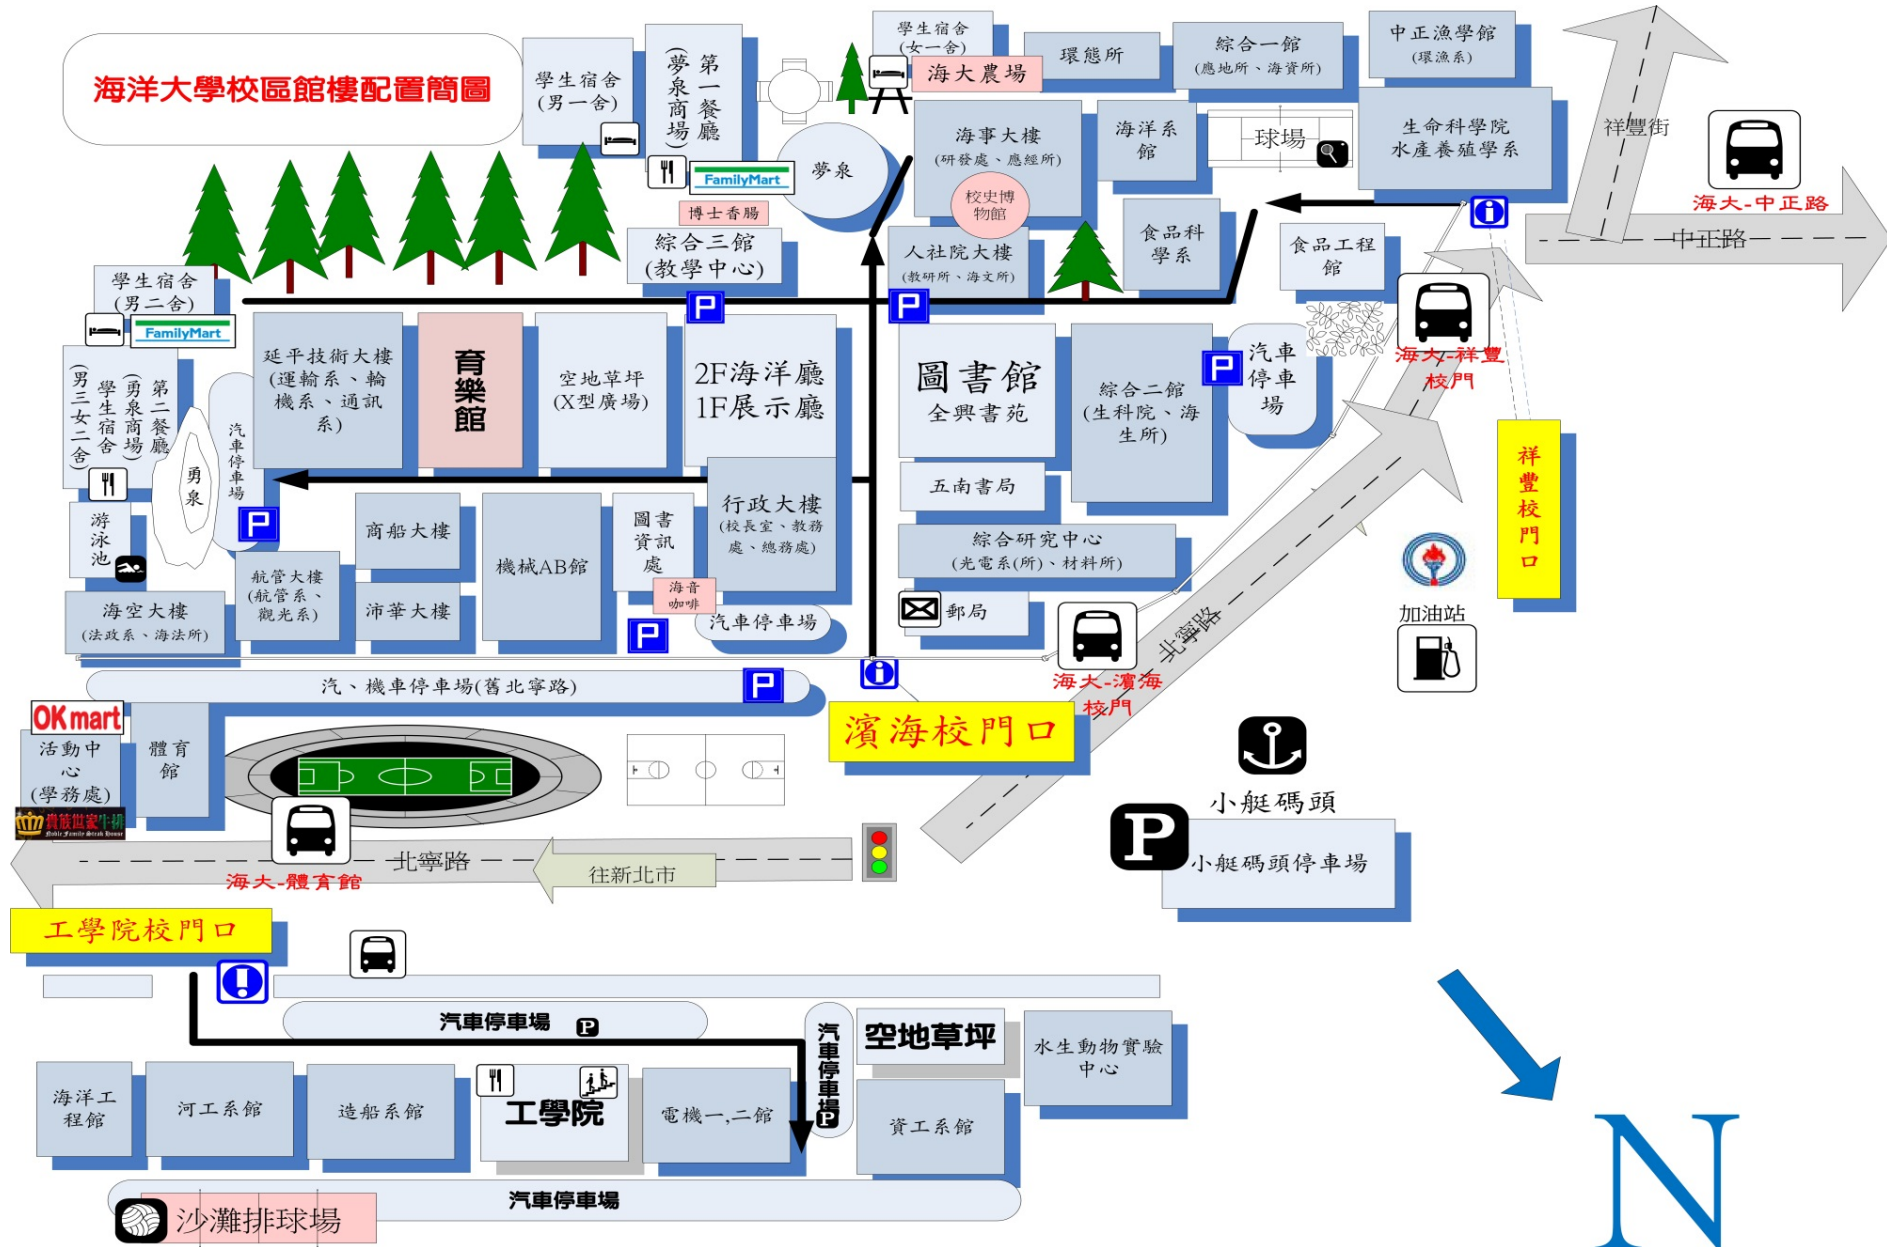 海洋大學校區館樓配置簡圖
學生宿舍
(男一舍)
第一餐廳
(夢泉商場)
FamilyMart
博士香腸
綜合三館
(教學中心)
夢泉
學生宿舍
(女一舍)
海大農場
環態所
綜合一館
(應地所、海資所)
中正漁學館
(環漁系)
海事大樓
(研發處、應經所)
校史博
物館
海洋系
館
球場
生命科學院
水產養殖學系
人社院大樓
(教研所、海文所)
食品科
學系
食品工程
館
祥豐街
海大-中正路
中正路
學生宿舍
(男二舍)
FamilyMart
第二餐廳
(勇泉商場)
學生宿舍
(男三女二舍)
勇泉
汽車停車場
P
延平技術大樓
(運輸系、輪
機系、通訊
系)
育樂館
空地草坪
(X型廣場)
P
2F海洋廳
1F展示廳
P
圖書館
全興書苑
綜合二館
(生科院、海
生所)
P
汽車
停車
場
海大-祥豐
校門
祥豐校門口
游泳池
海空大樓
(法政系、海法所)
航管大樓
(航管系、
觀光系)
商船大樓
沛華大樓
機械AB館
圖書
資訊
處
海音
咖啡
P
行政大樓
(校長室、教務
處、總務處)
汽車停車場
五南書局
綜合研究中心
(光電系(所)、材料所)
郵局
海大-濱海
校門
北寧路
加油站
汽、機車停車場(舊北寧路)
P
濱海校門口
OKmart
活動中
心
(學務處)
貴族世家牛排
Noble Family Steak House
體育
館
小艇碼頭
P
小艇碼頭停車場
海大-體育館
北寧路
往新北市
工學院校門口
汽車停車場
P
汽車停車場
P
空地草坪
水生動物實驗
中心
海洋工
程館
河工系館
造船系館
工學院
電機一,二館
資工系館
汽車停車場
沙灘排球場
N